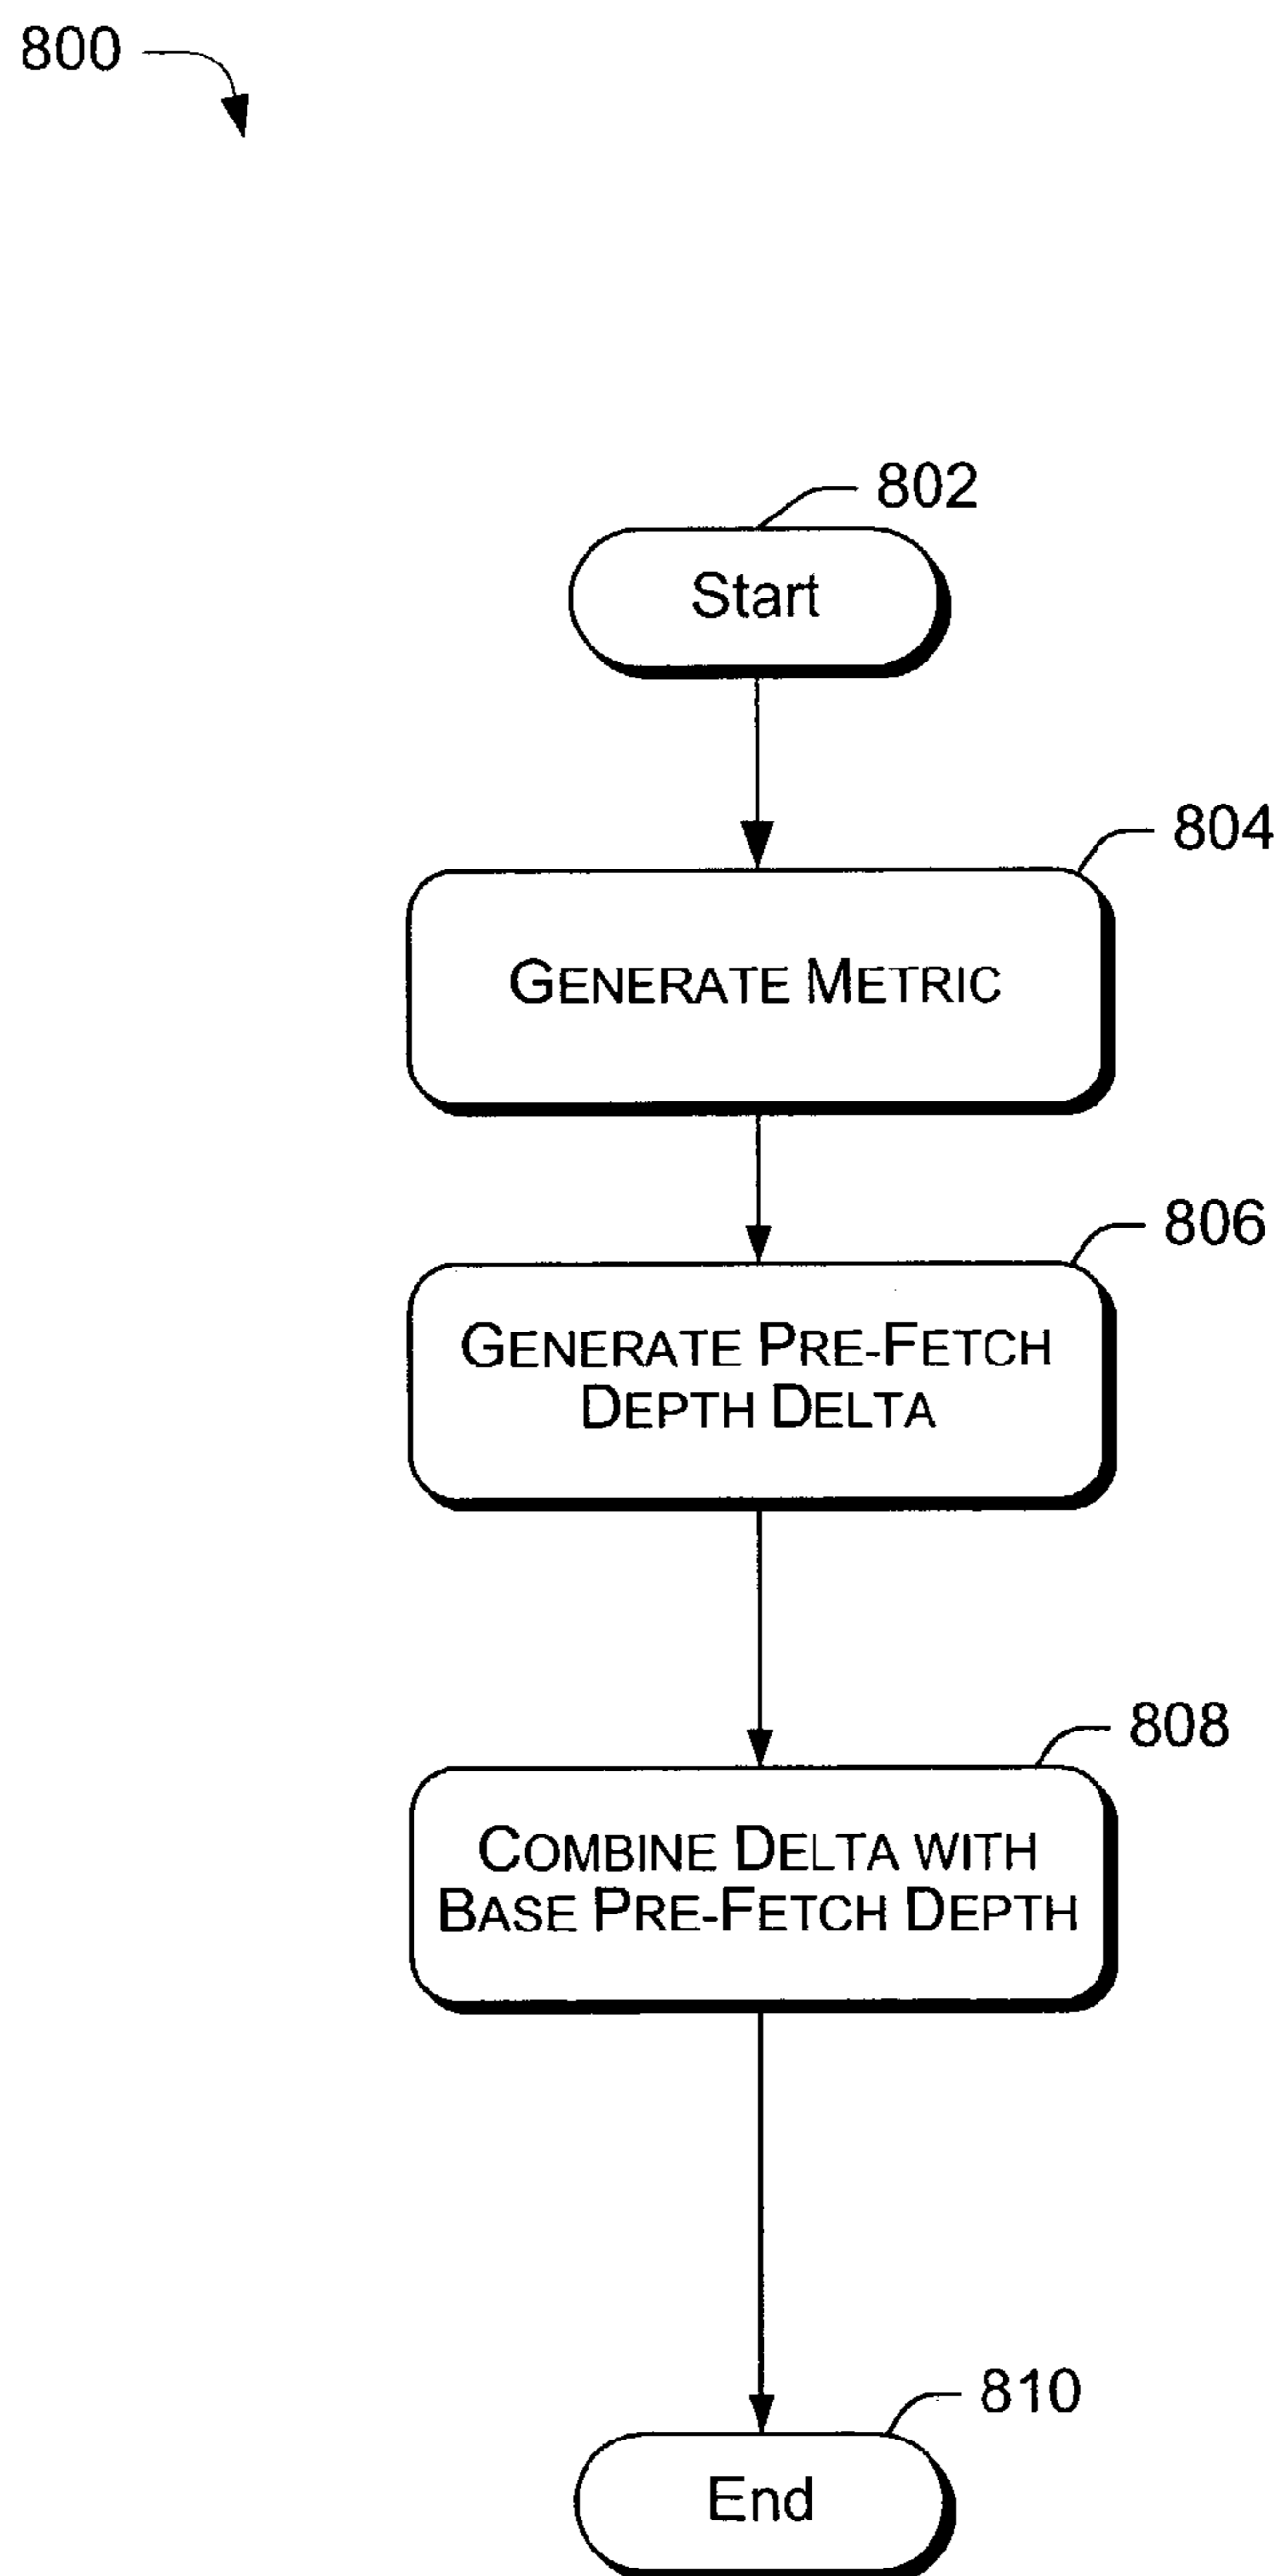 800
802
Start
804
GENERATE METRIC
806
GENERATE PRE-FETCH
DEPTH DELTA
808
COMBINE DELTA WITH
BASE PRE-FETCH DEPTH
810
End